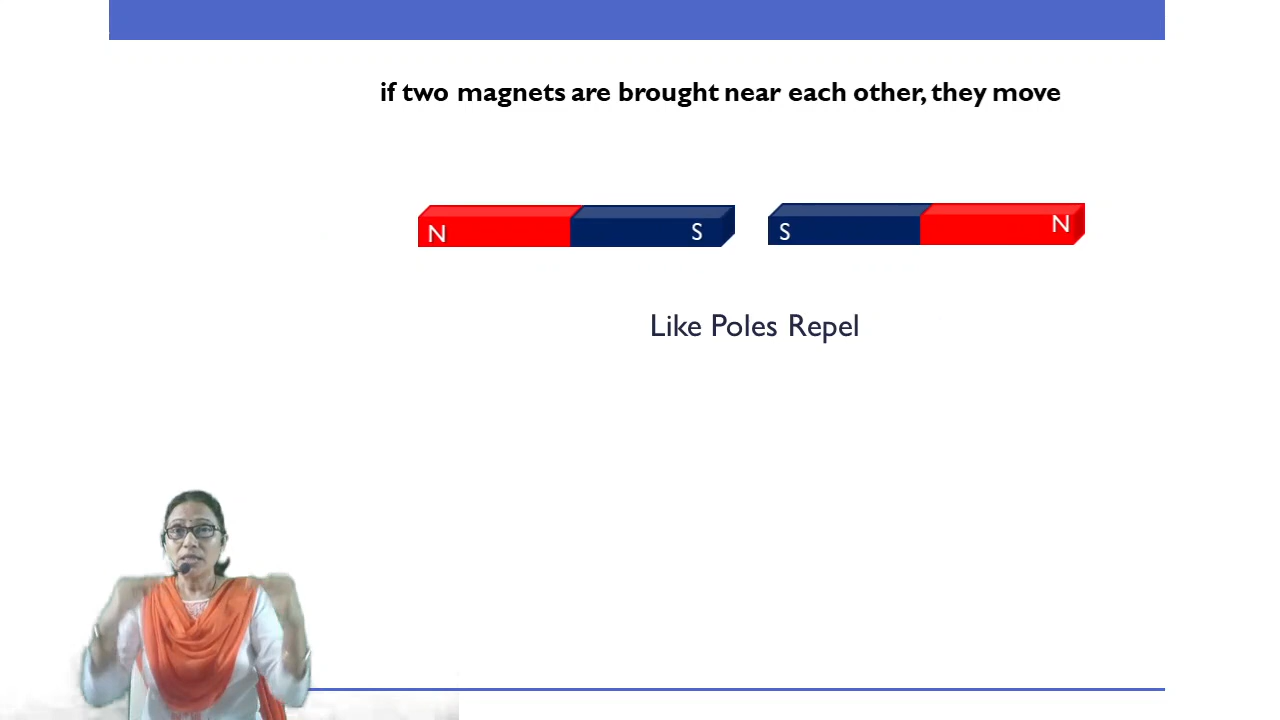 if two magnets are brought near each other, they move
N S S N
Like Poles Repel